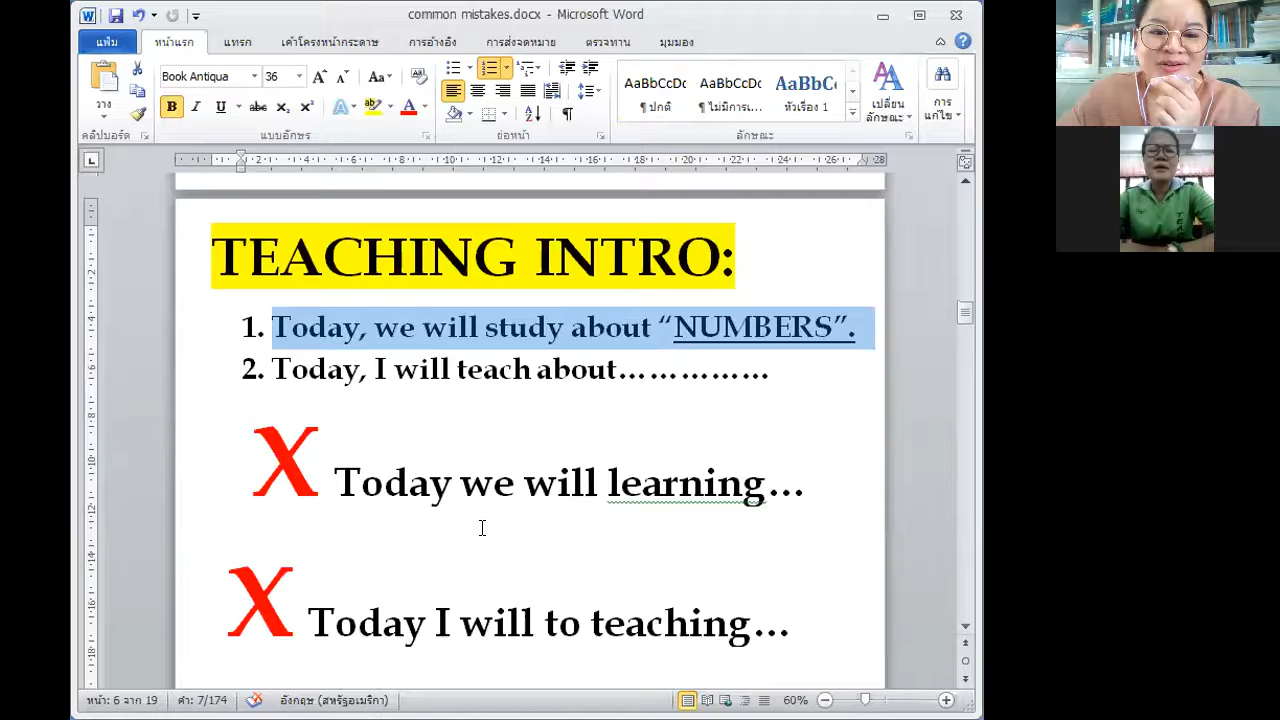 common mistakes.docx - Microsoft Word
แฟ้ม หน้าแรก แทรก เค้าโครงหน้ากระดาษ การอ้างอิง การส่งจดหมาย ตรวจทาน มุมมอง
Book Antiqua 36
AaBbCcDc AaBbCcDc AaBbC
วาง ¶ ปกติ ¶ ไม่มีการเ... หัวเรื่อง 1 เปลี่ยนลักษณะ การแก้ไข
คลิปบอร์ด แบบอักษร ย่อหน้า ลักษณะ
TEACHING INTRO:
1. Today, we will study about “NUMBERS”.
2. Today, I will teach about……………
X Today we will learning…
X Today I will to teaching…
หน้า: 6 จาก 19 คำ: 7/174 อังกฤษ (สหรัฐอเมริกา) 60%